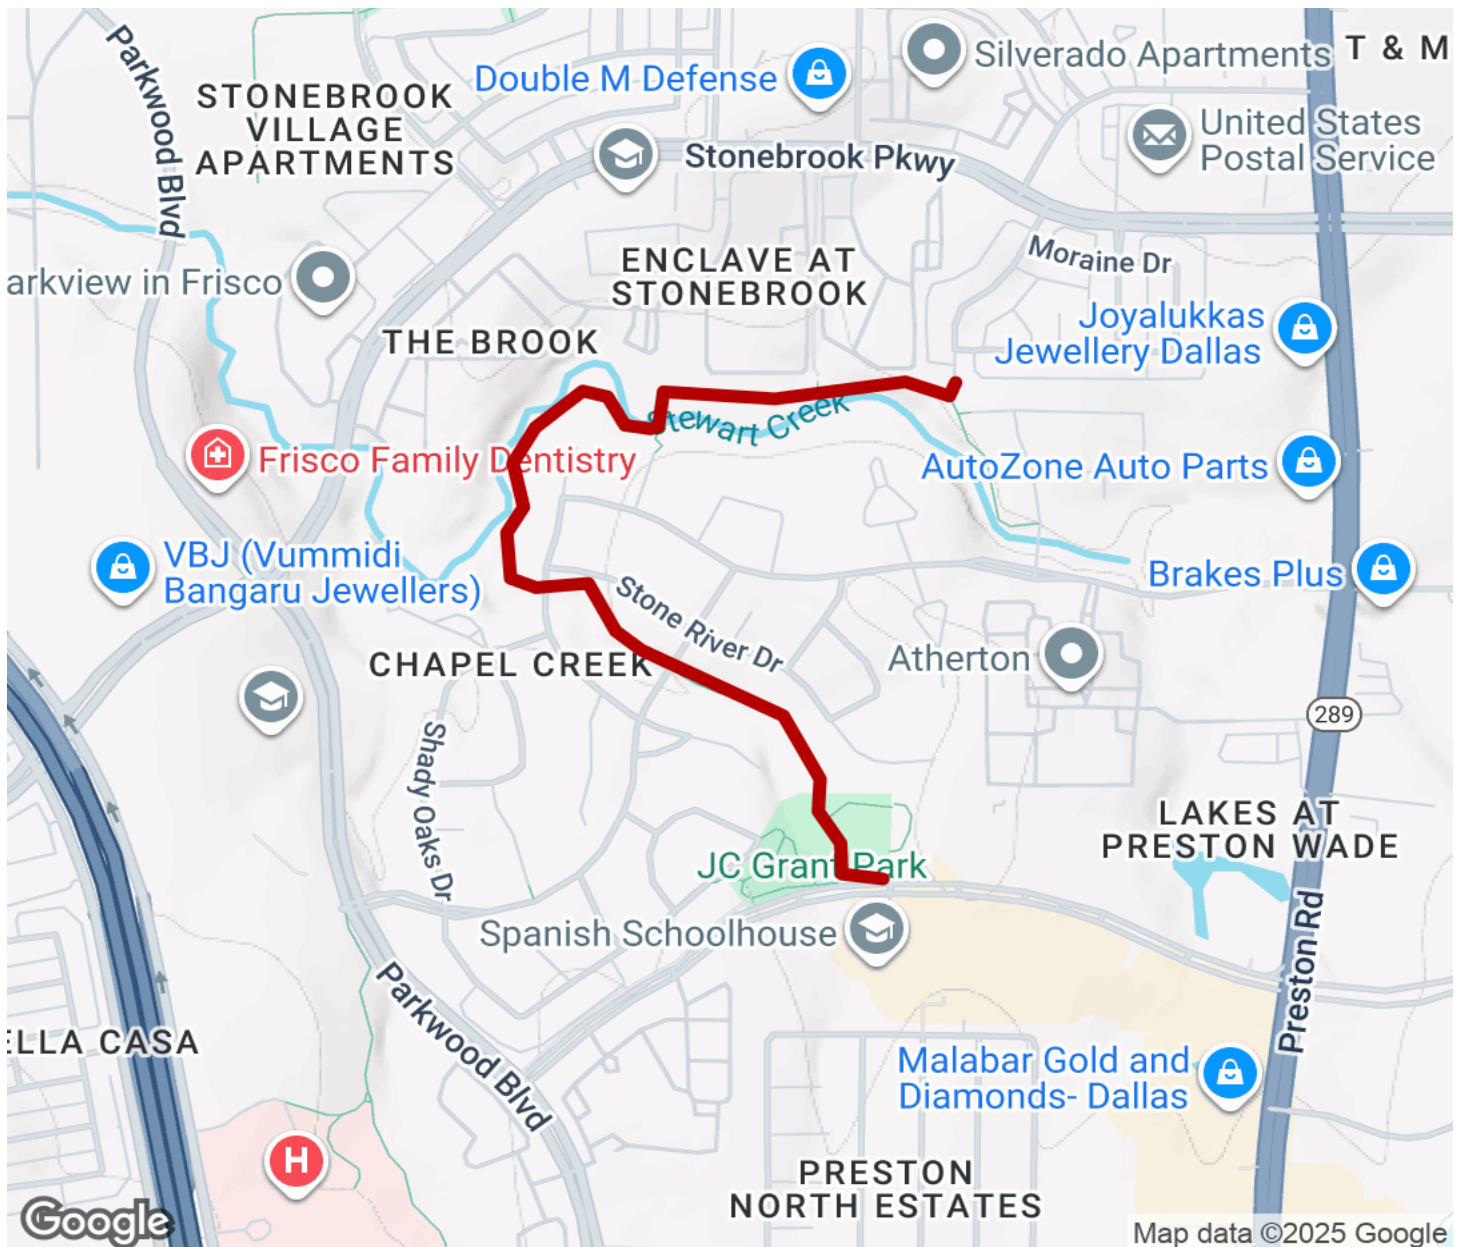 Parkwood Blvd
STONEBROOK
VILLAGE
APARTMENTS
Double M Defense
Silverado Apartments
T & M
United States
Postal Service
Stonebrook Pkwy
ENCLAVE AT
STONEBROOK
Moraine Dr
arkview in Frisco
THE BROOK
Joyalukkas
Jewellery Dallas
Stewart Creek
Frisco Family Dentistry
AutoZone Auto Parts
VBJ (Vummidi
Bangaru Jewellers)
Brakes Plus
Stone River Dr
CHAPEL CREEK
Atherton
289
Shady Oaks Dr
LAKES AT
PRESTON WADE
JC Grant Park
Spanish Schoolhouse
Preston Rd
Parkwood Blvd
ELLA CASA
Malabar Gold and
Diamonds- Dallas
H
PRESTON
NORTH ESTATES
Google
Map data ©2025 Google